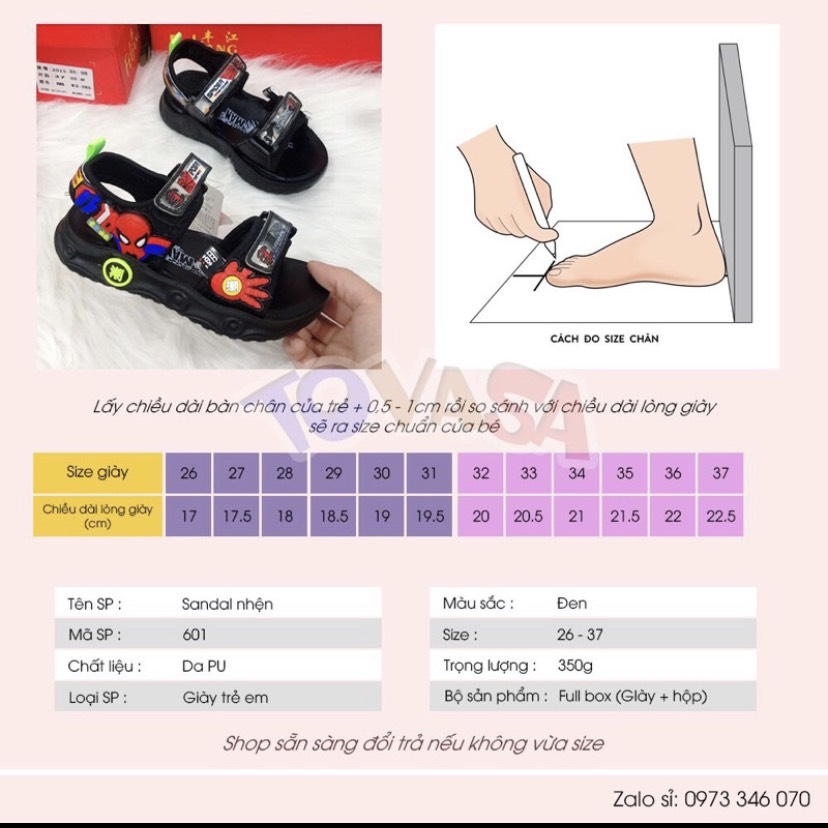 CÁCH ĐO SIZE CHÂN
TOYASA
Lấy chiều dài bàn chân của trẻ + 0,5 - 1cm rồi so sánh với chiều dài lòng giày
sẽ ra size chuẩn của bé
Size giày 26 27 28 29 30 31 32 33 34 35 36 37
Chiều dài lòng giày
(cm) 17 17.5 18 18.5 19 19.5 20 20.5 21 21.5 22 22.5
Tên SP : Sandal nhện
Mã SP : 601
Chất liệu : Da PU
Loại SP : Giày trẻ em
Màu sắc : Đen
Size : 26 - 37
Trọng lượng : 350g
Bộ sản phẩm : Full box (Giày + hộp)
Shop sẵn sàng đổi trả nếu không vừa size
Zalo sỉ: 0973 346 070